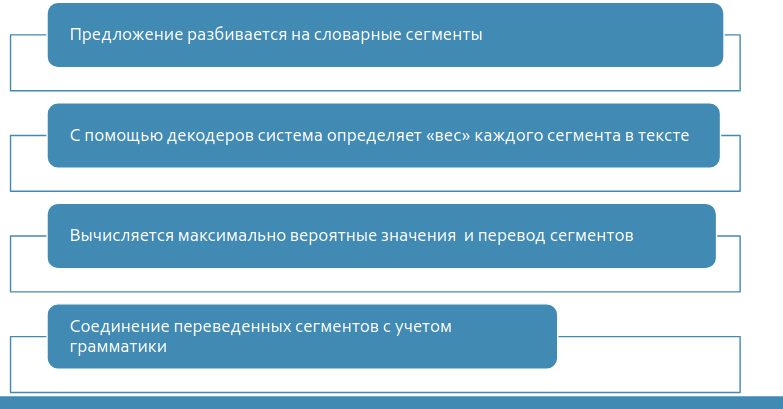 Предложение разбивается на словарные сегменты
С помощью декодеров система определяет «вес» каждого сегмента в тексте
Вычисляется максимально вероятные значения  и перевод сегментов
Соединение переведенных сегментов с учетом
грамматики